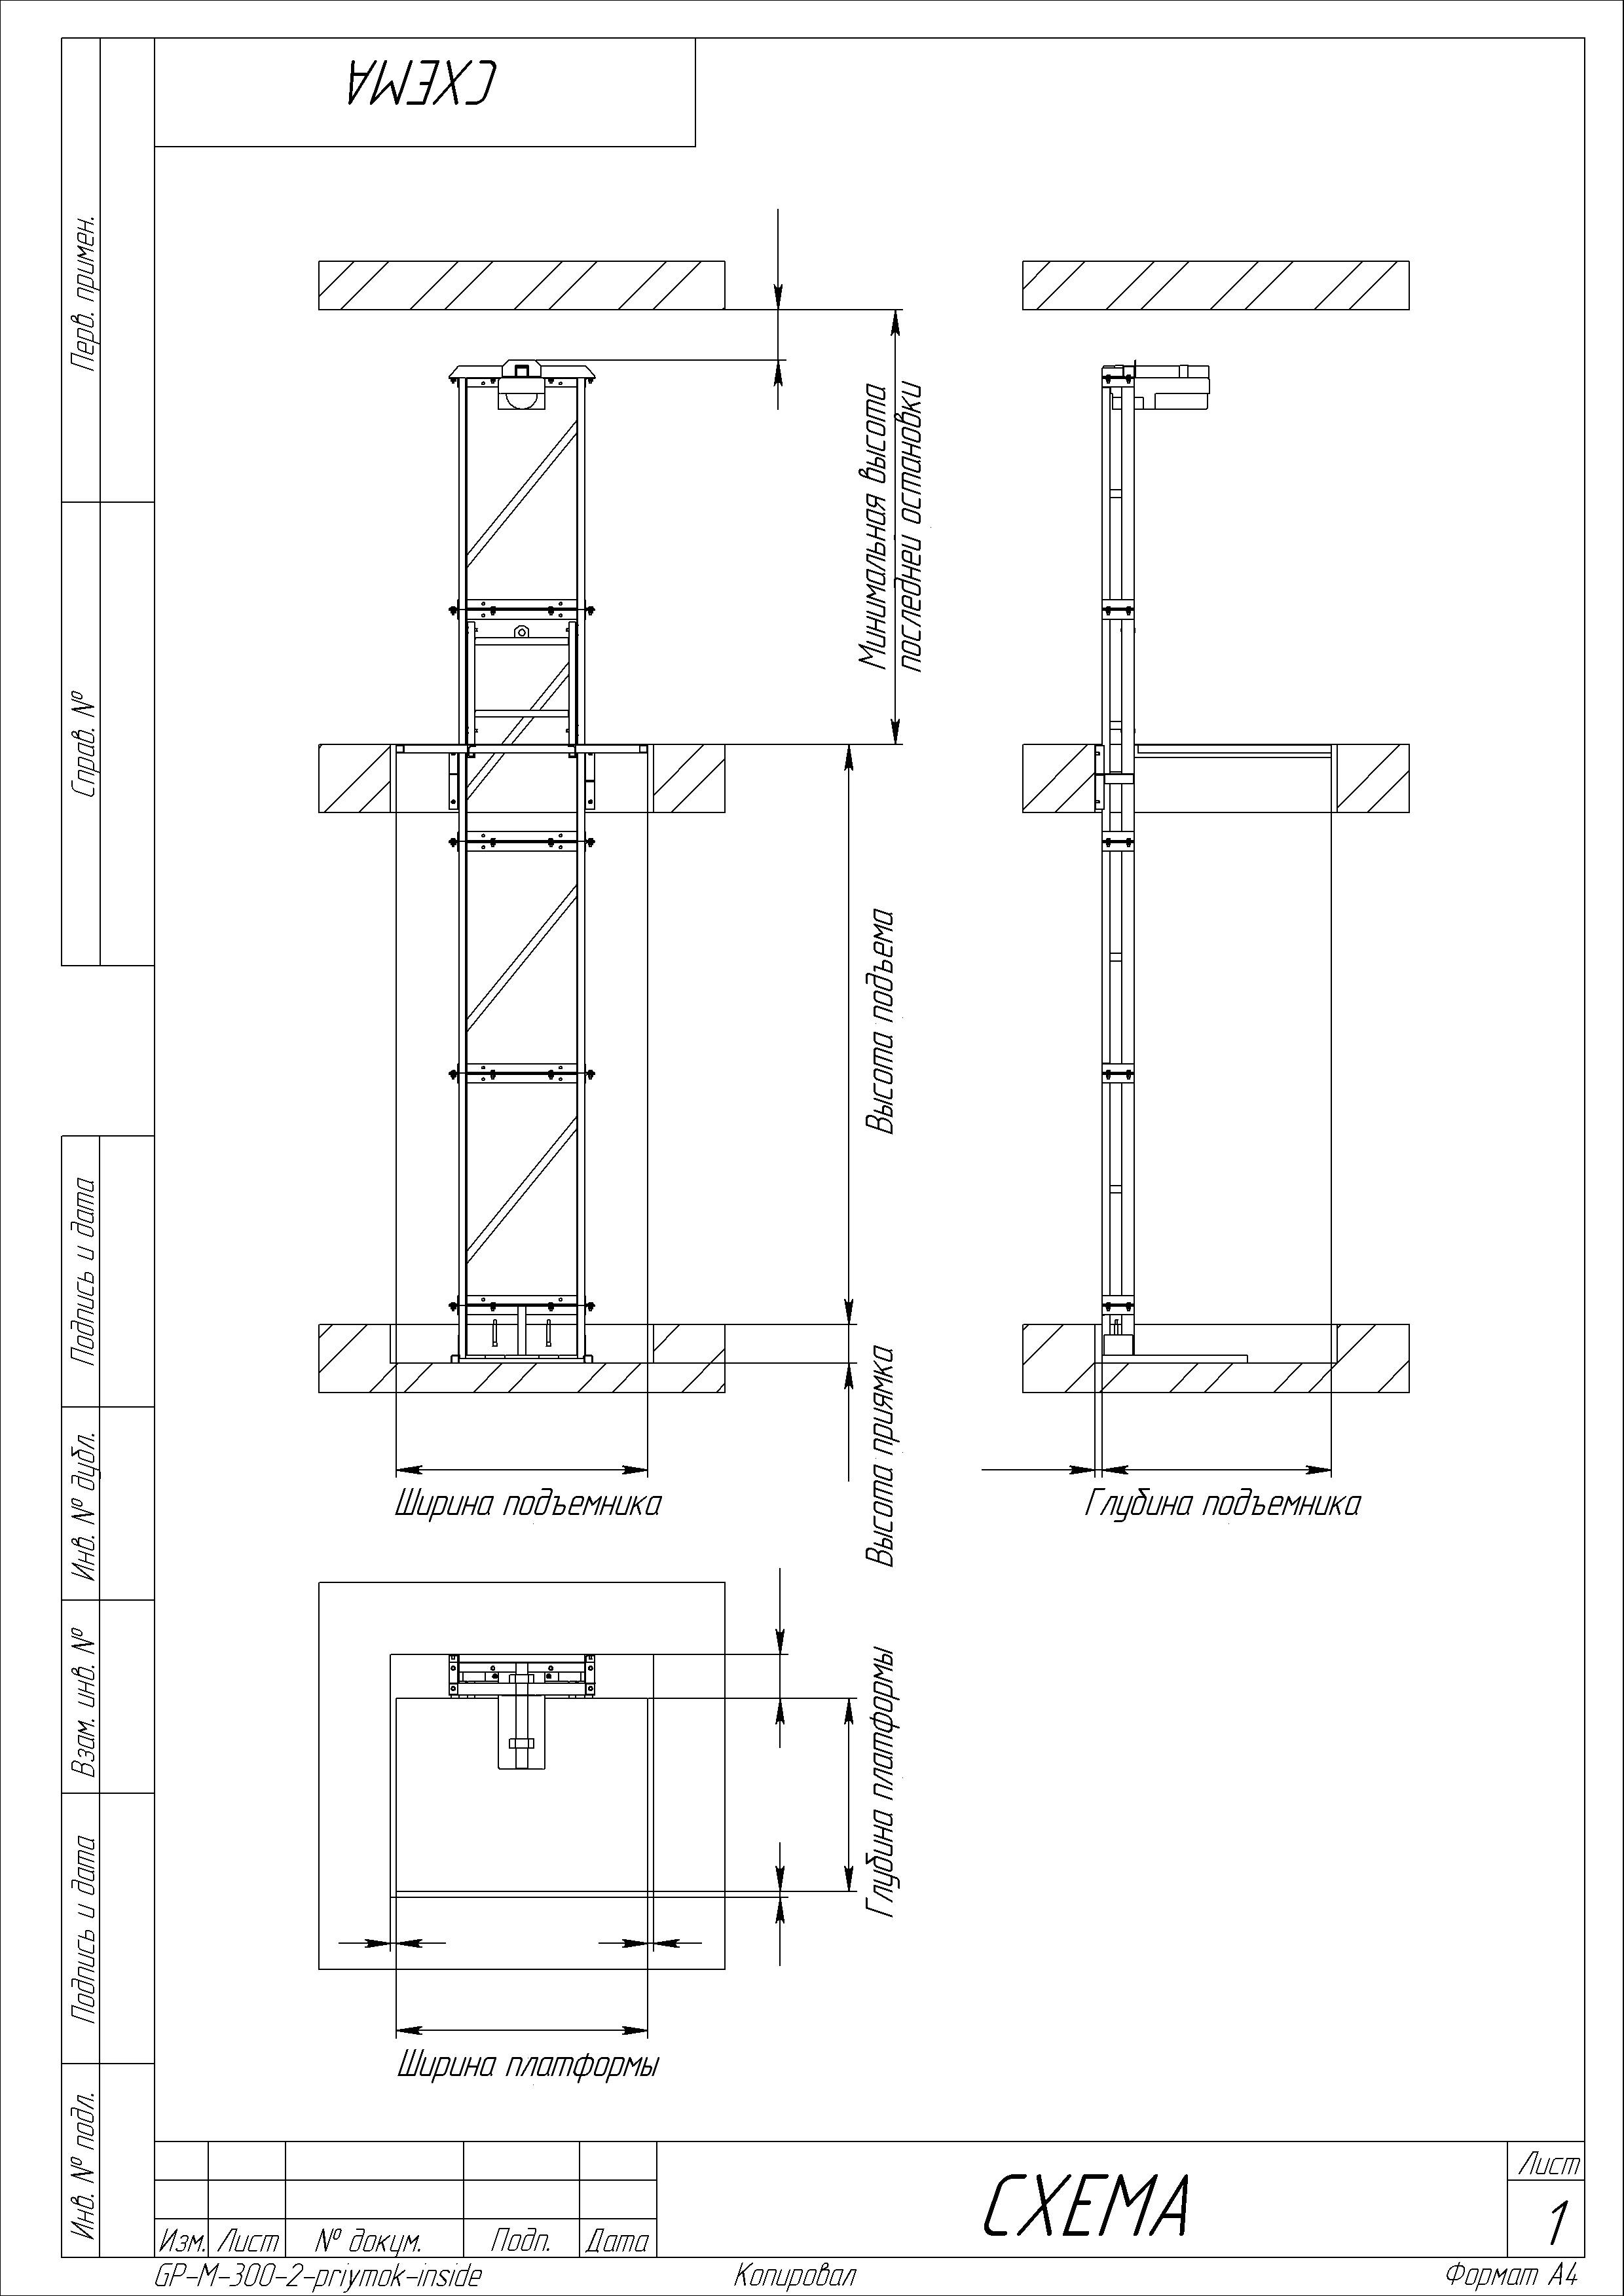 СХЕМА
Перв. примен.
Справ. №
Минимальная высота
последней остановки
Высота подъема
Высота приямка
Ширина подъемника
Глубина подъемника
Глубина платформы
Ширина платформы
Подпись и дата
Инв. № дубл.
Взам. инв. №
Подпись и дата
Инв. № подл.
Изм. Лист № докум. Подп. Дата
СХЕМА
Лист
1
GP-M-300-2-priymok-inside Копировал Формат А4